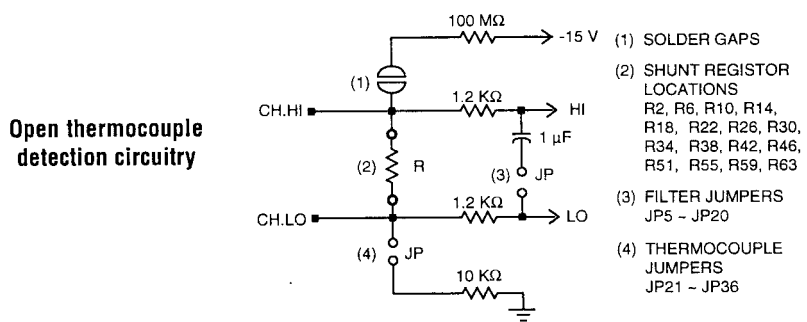 Open thermocouple
detection circuitry
100 MΩ
-15 V
(1)
CH.HI
1.2 KΩ
HI
1 µF
(2)
R
(3)
JP
CH.LO
1.2 KΩ
LO
(4)
JP
10 KΩ
(1) SOLDER GAPS
(2) SHUNT REGISTOR
LOCATIONS
R2, R6, R10, R14,
R18, R22, R26, R30,
R34, R38, R42, R46,
R51, R55, R59, R63
(3) FILTER JUMPERS
JP5 ~ JP20
(4) THERMOCOUPLE
JUMPERS
JP21 ~ JP36